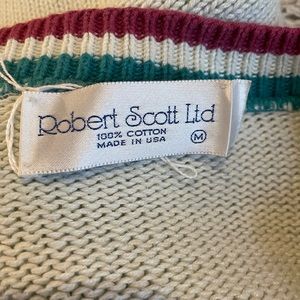 Robert Scott Ltd
100% COTTON
MADE IN USA
M